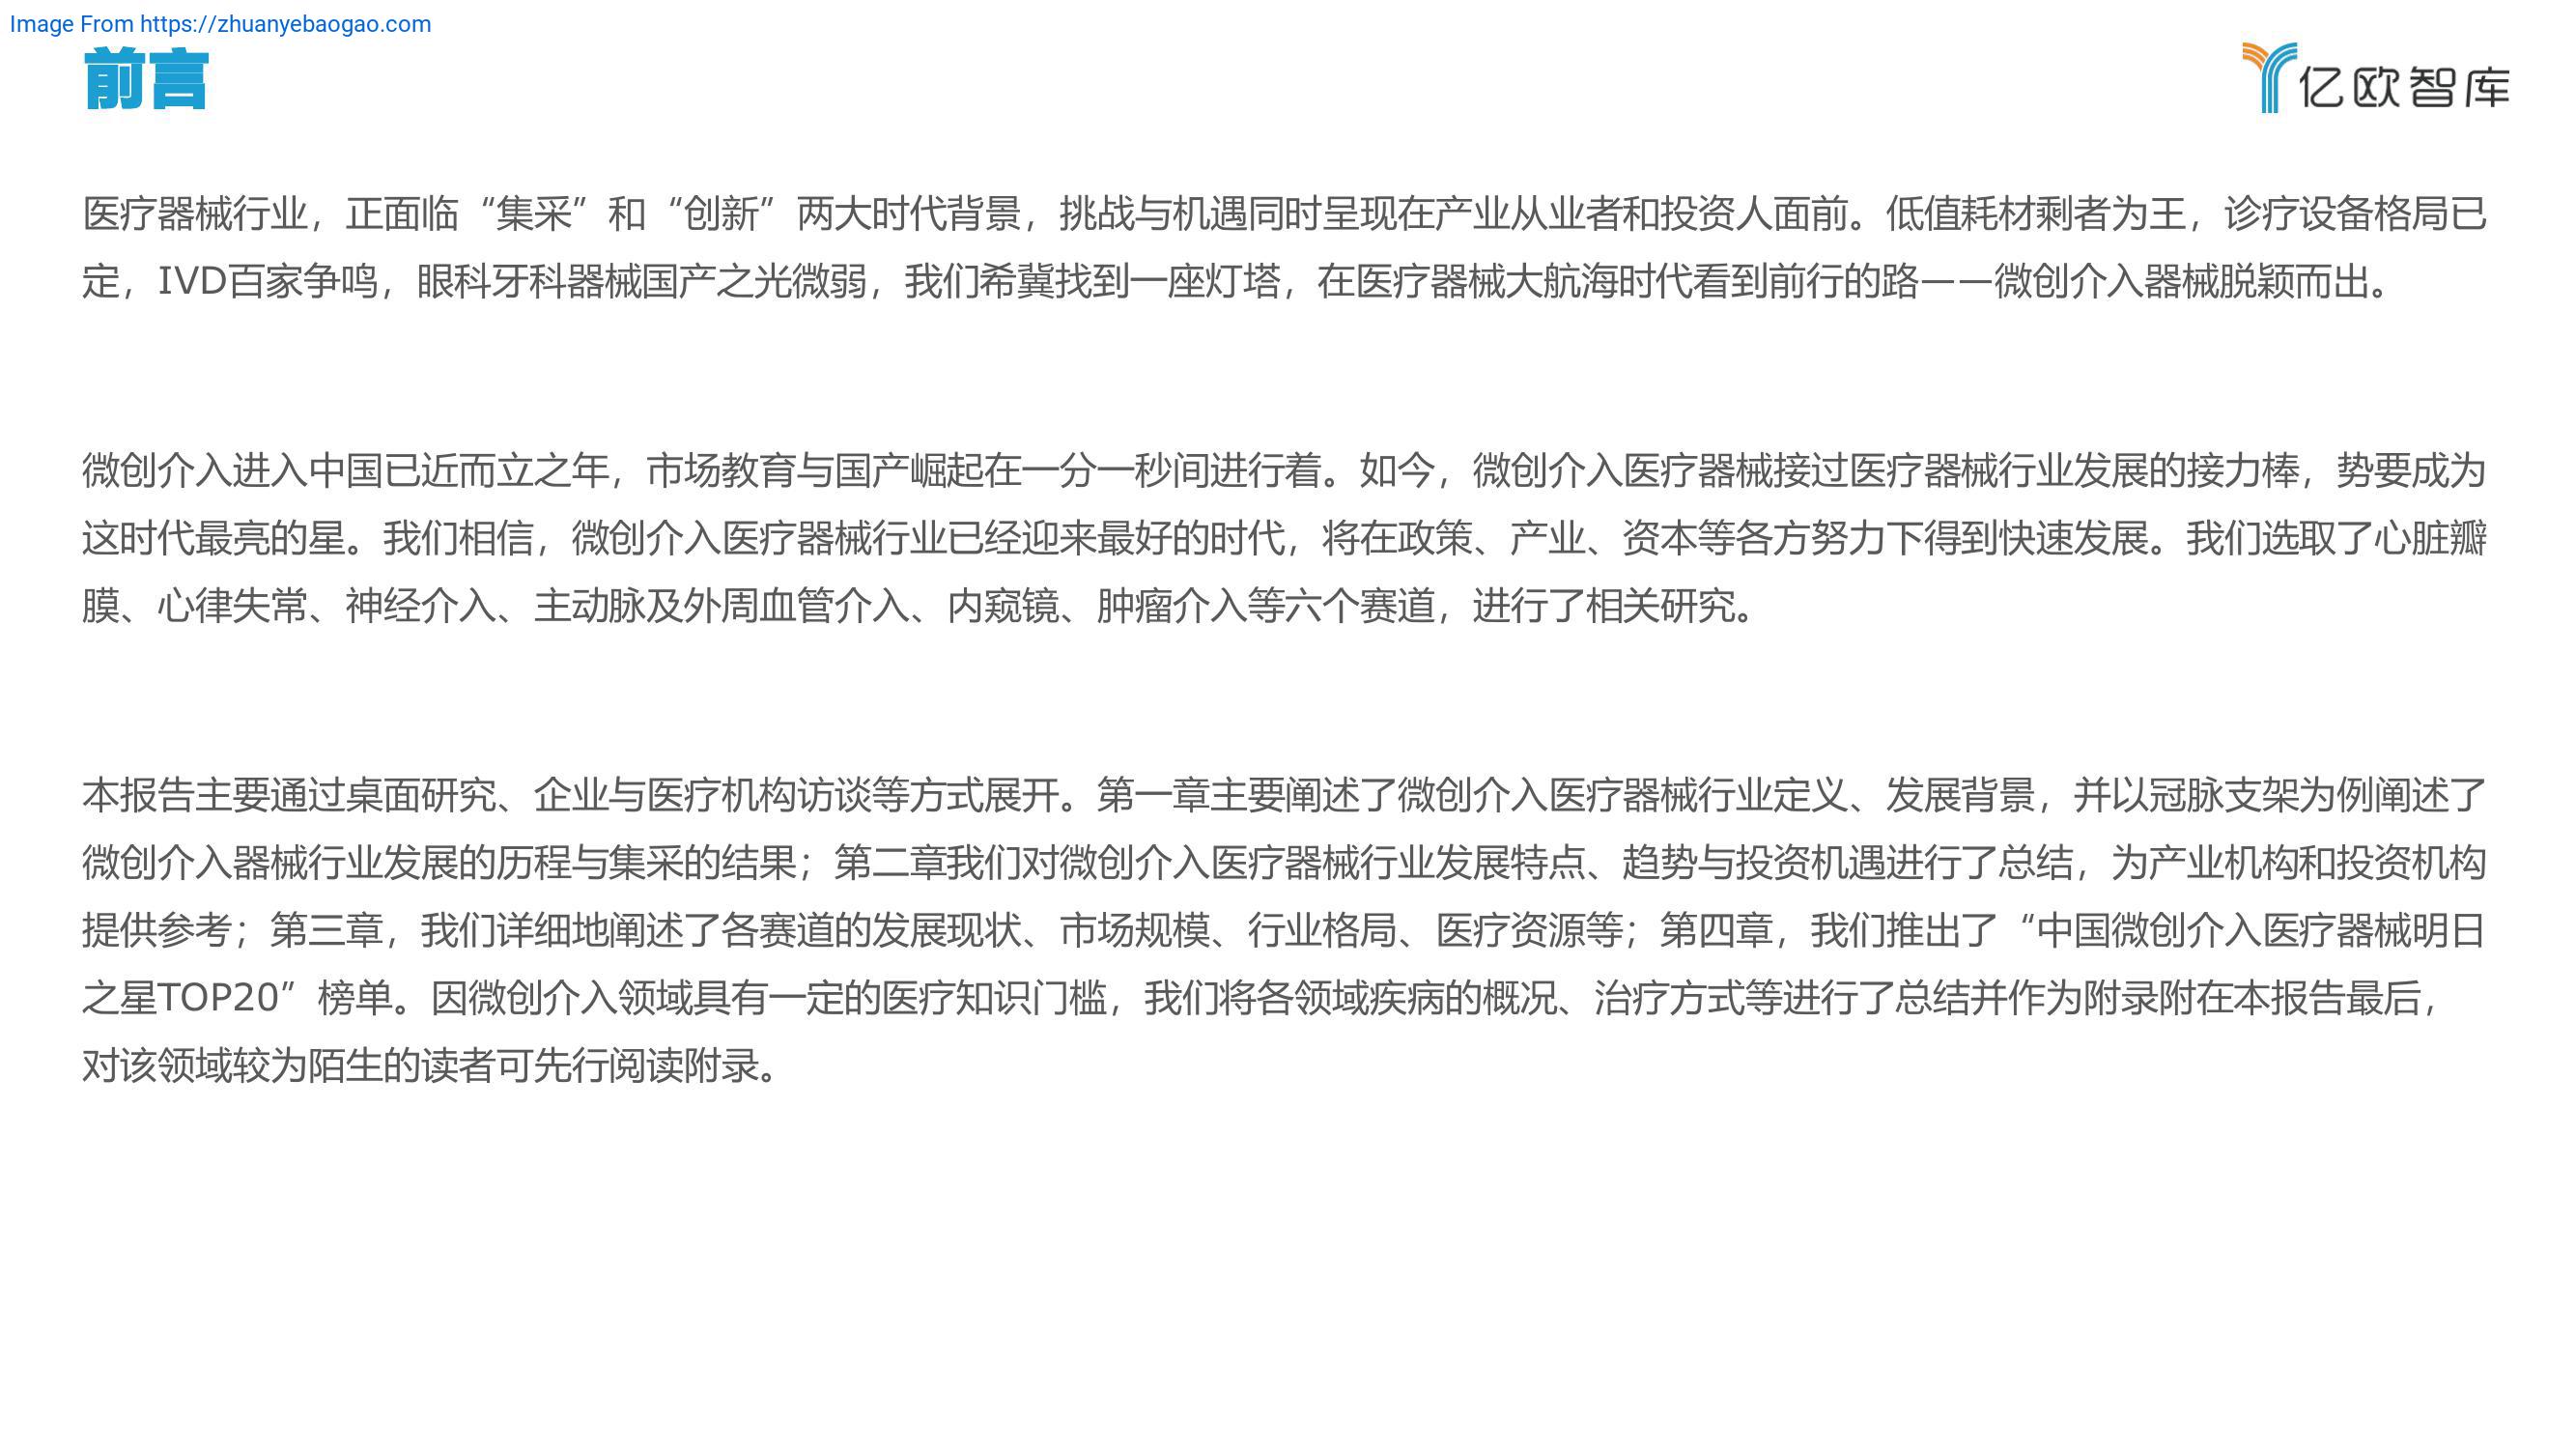 Image From https://zhuanyebaogao.com
前言
亿欧智库
医疗器械行业，正面临“集采”和“创新”两大时代背景，挑战与机遇同时呈现在产业从业者和投资人面前。低值耗材剩者为王，诊疗设备格局已
定，IVD百家争鸣，眼科牙科器械国产之光微弱，我们希冀找到一座灯塔，在医疗器械大航海时代看到前行的路——微创介入器械脱颖而出。
微创介入进入中国已近而立之年，市场教育与国产崛起在一分一秒间进行着。如今，微创介入医疗器械接过医疗器械行业发展的接力棒，势要成为
这时代最亮的星。我们相信，微创介入医疗器械行业已经迎来最好的时代，将在政策、产业、资本等各方努力下得到快速发展。我们选取了心脏瓣
膜、心律失常、神经介入、主动脉及外周血管介入、内窥镜、肿瘤介入等六个赛道，进行了相关研究。
本报告主要通过桌面研究、企业与医疗机构访谈等方式展开。第一章主要阐述了微创介入医疗器械行业定义、发展背景，并以冠脉支架为例阐述了
微创介入器械行业发展的历程与集采的结果；第二章我们对微创介入医疗器械行业发展特点、趋势与投资机遇进行了总结，为产业机构和投资机构
提供参考；第三章，我们详细地阐述了各赛道的发展现状、市场规模、行业格局、医疗资源等；第四章，我们推出了“中国微创介入医疗器械明日
之星TOP20”榜单。因微创介入领域具有一定的医疗知识门槛，我们将各领域疾病的概况、治疗方式等进行了总结并作为附录附在本报告最后，
对该领域较为陌生的读者可先行阅读附录。